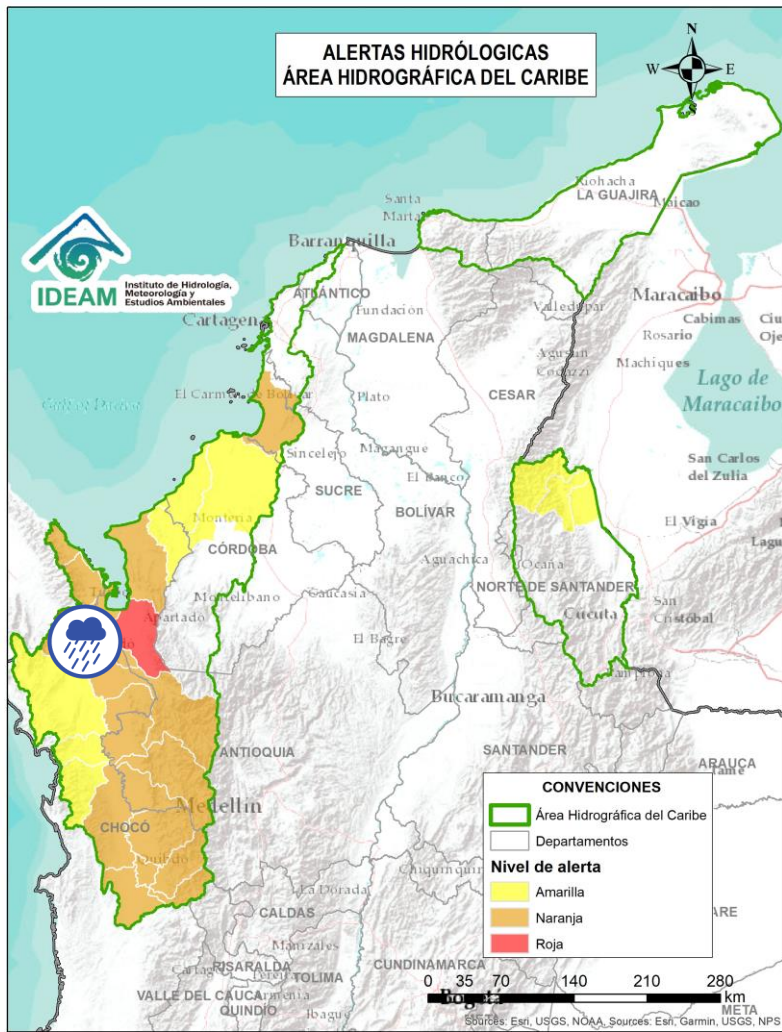 ALERTAS HIDRÓLOGICAS
ÁREA HIDROGRÁFICA DEL CARIBE
N
W
E
S
Riohacha
LA GUAJIRA
Maicao
Santa
Marta
Barranquilla
IDEAM
Instituto de Hidrología,
Meteorología y
Estudios Ambientales
ATLÁNTICO
Maracaibo
Cartagena
Fundación
Valledupar
Cabimas
MAGDALENA
Rosario
Machiques
Agustín
Codazzi
CESAR
Lago de
Maracaibo
El Carmen de Bolívar
Plato
Sincelejo
Magangue
San Carlos
del Zulia
SUCRE
El Banco
BOLÍVAR
Montería
El Vigia
CÓRDOBA
Aguachica
Ocaña
NORTE DE SANTANDER
Montelibano
Caucasia
Apartado
Cucuta
San
Cristóbal
El Bagre
Bucaramanga
ANTIOQUIA
SANTANDER
ARAUCA
Medellín
CHOCÓ
Quibdó
La Dorada
CALDAS
Manizales
RISARALDA
TOLIMA
CUNDINAMARCA
VALLE DEL CAUCA
Armenia
QUINDÍO
Ibague
META
CONVENCIONES
Área Hidrográfica del Caribe
Departamentos
Nivel de alerta
Amarilla
Naranja
Roja
0 35 70 140 210 280
km
Sources: Esri, USGS, NOAA, Sources: Esri, Garmin, USGS, NPS